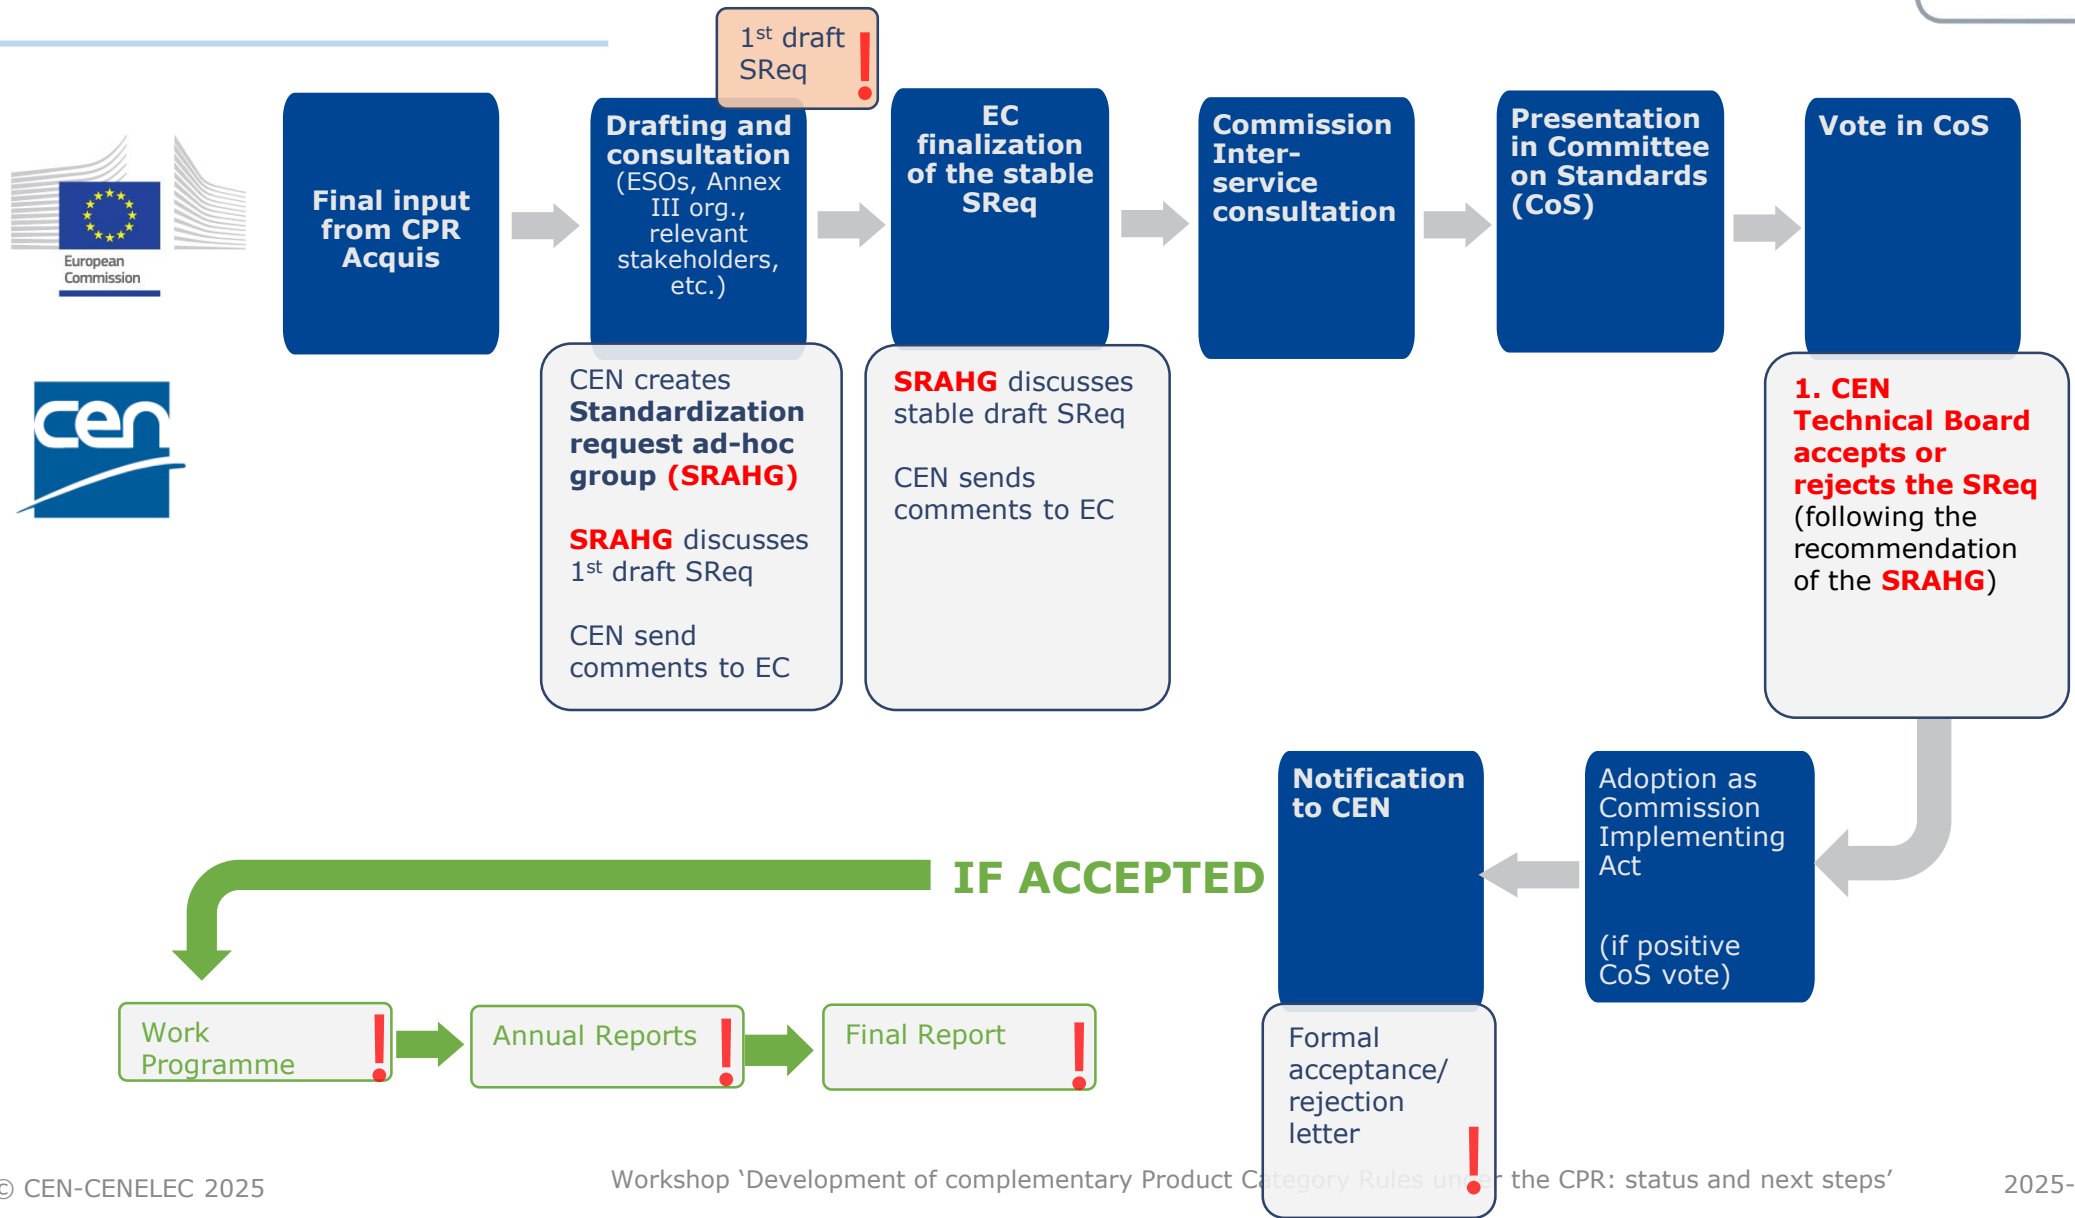 1st draft
SReq
European
Commission
cen
Final input
from CPR
Acquis
Drafting and
consultation
(ESOs, Annex
III org.,
relevant
stakeholders,
etc.)
EC
finalization
of the stable
SReq
Commission
Inter-
service
consultation
Presentation
in Committee
on Standards
(CoS)
Vote in CoS
CEN creates
Standardization
request ad-hoc
group (SRAHG)
SRAHG discusses
1st draft SReq
CEN send
comments to EC
SRAHG discusses
stable draft SReq
CEN sends
comments to EC
1. CEN
Technical Board
accepts or
rejects the SReq
(following the
recommendation
of the SRAHG)
Adoption as
Commission
Implementing
Act
(if positive
CoS vote)
Notification
to CEN
Formal
acceptance/
rejection
letter
IF ACCEPTED
Work
Programme
Annual Reports
Final Report
© CEN-CENELEC 2025
Workshop ‘Development of complementary Product Category Rules under the CPR: status and next steps’
2025-